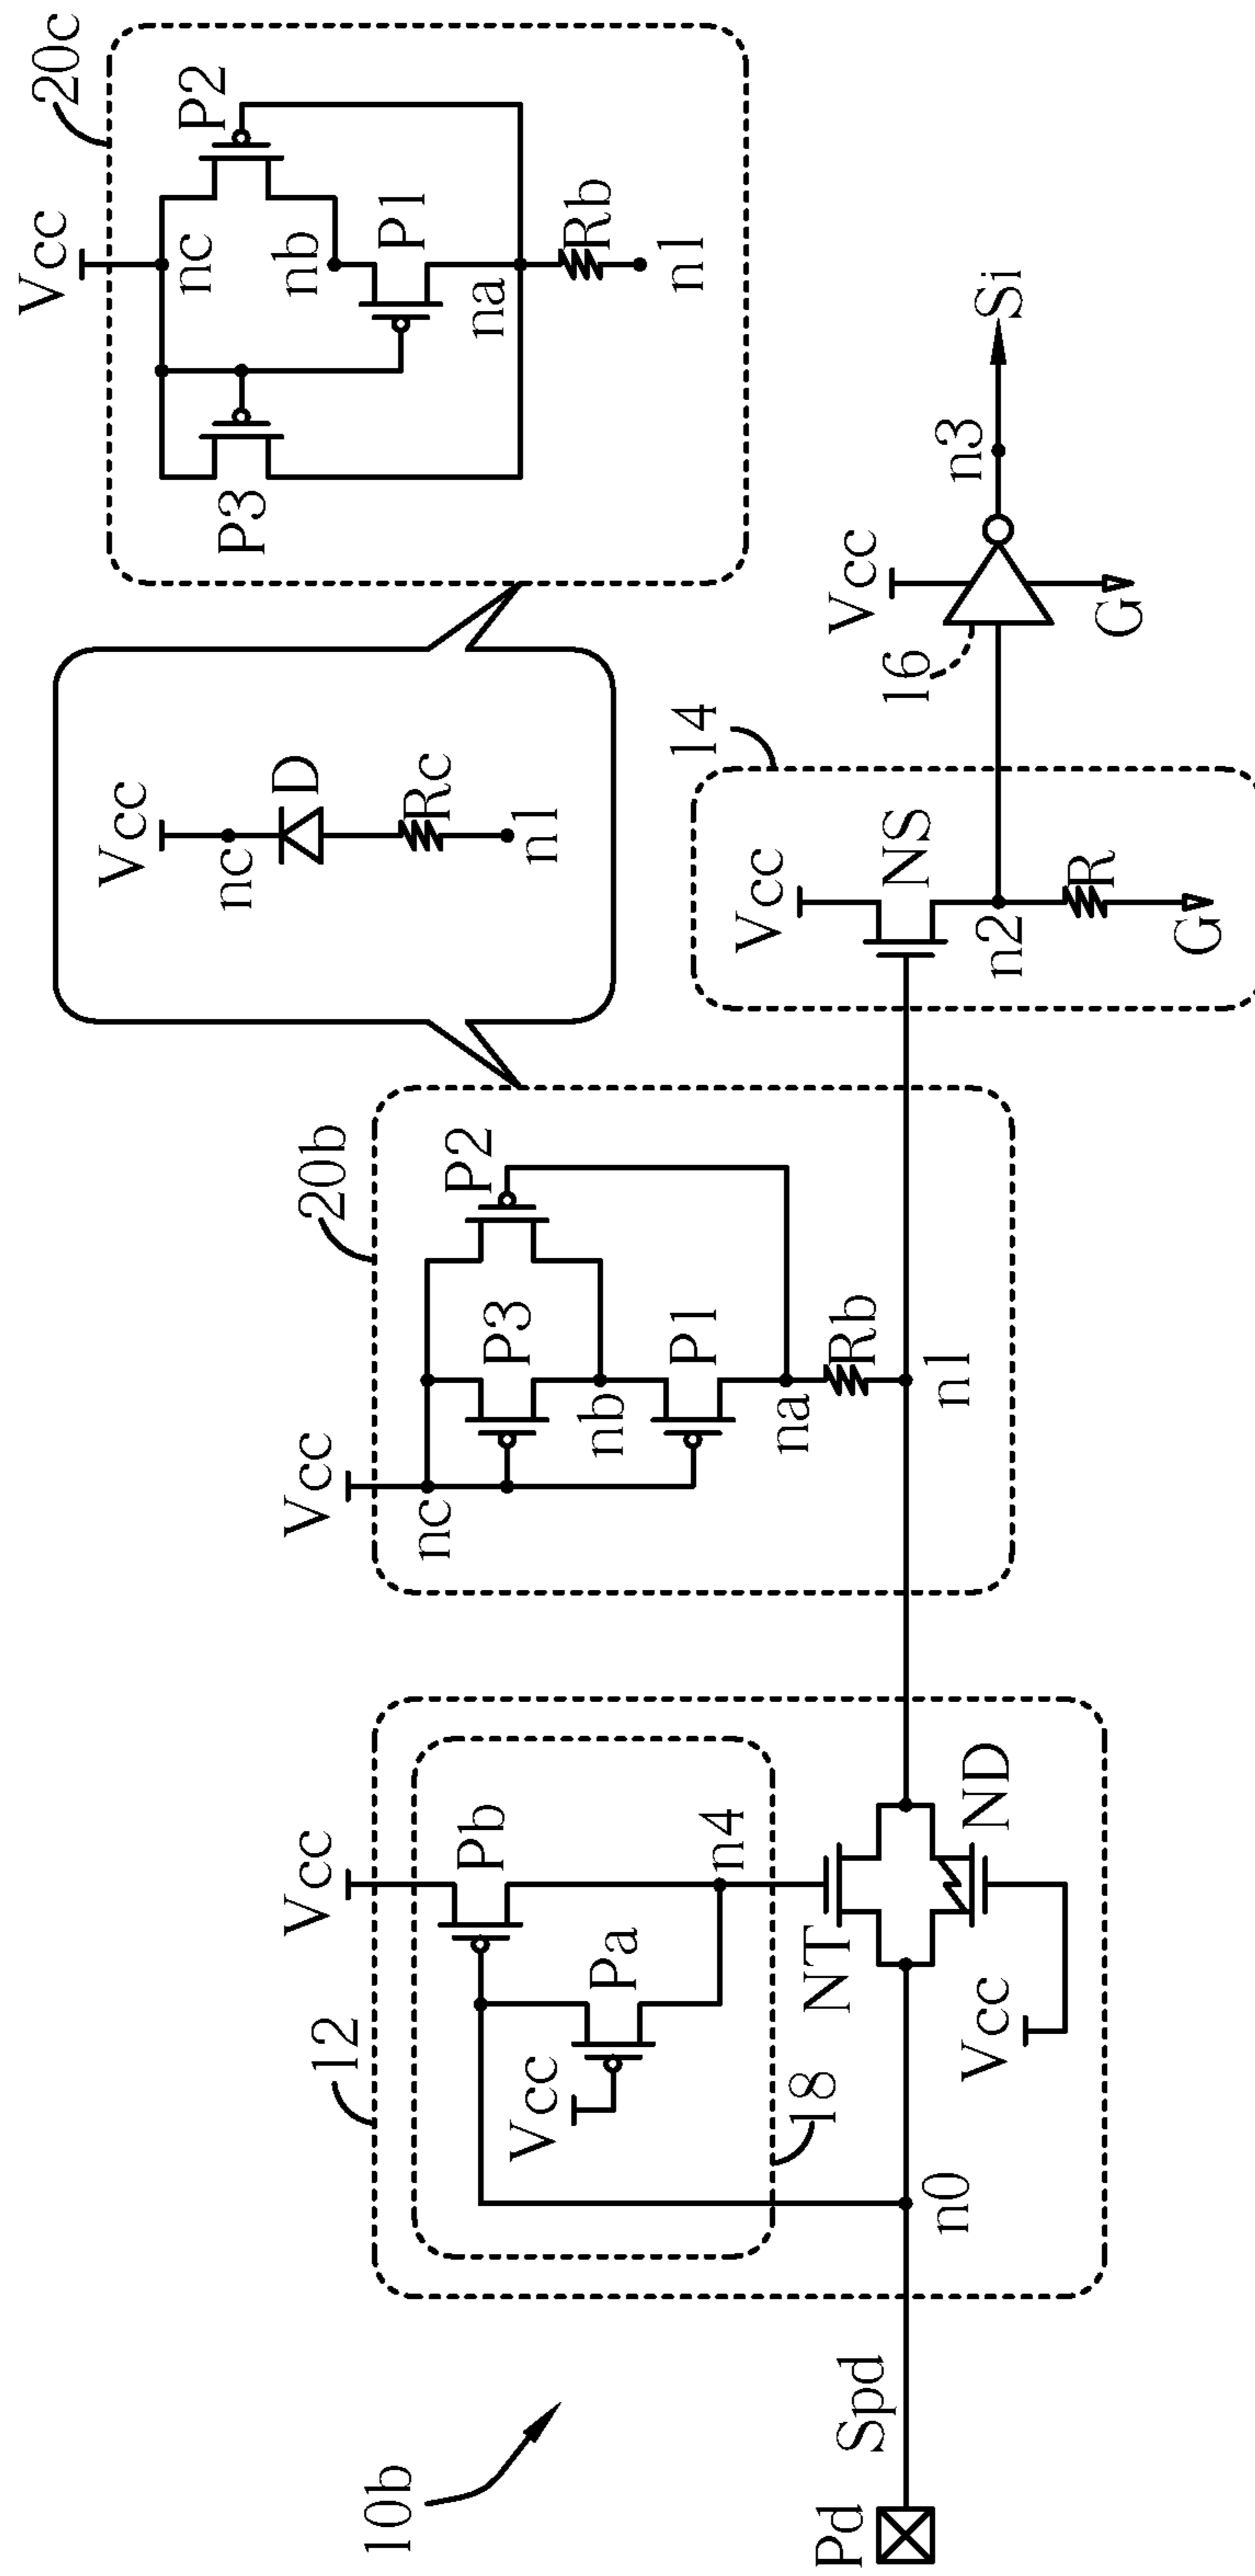 10b
Pd
Spd
n0
12
18
Vcc
Pb
Pa
Vcc
n4
NT
ND
Vcc
20b
Vcc
nc
P3
P2
nb
P1
na
Rb
n1
Vcc
nc
D
Rc
n1
20c
Vcc
nc
P3
P2
nb
P1
na
Rb
n1
14
Vcc
NS
n2
R
G
16
Vcc
G
n3
Si